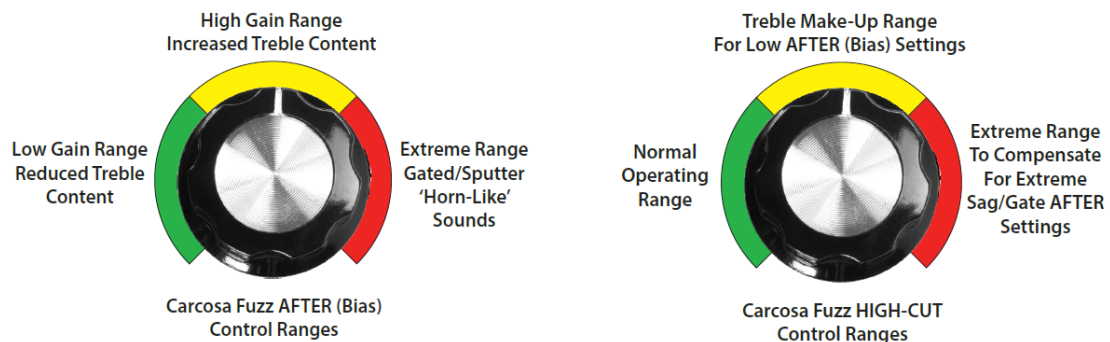 High Gain Range
Increased Treble Content
Low Gain Range
Reduced Treble
Content
Extreme Range
Gated/Sputter
‘Horn-Like’
Sounds
Carcosa Fuzz AFTER (Bias)
Control Ranges
Treble Make-Up Range
For Low AFTER (Bias) Settings
Normal
Operating
Range
Extreme Range
To Compensate
For Extreme
Sag/Gate AFTER
Settings
Carcosa Fuzz HIGH-CUT
Control Ranges